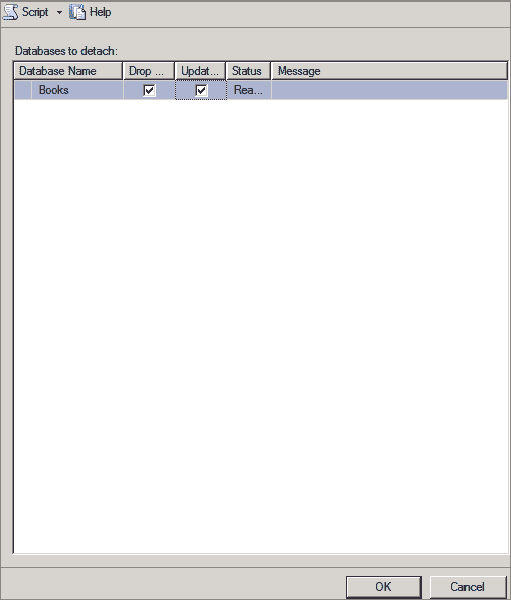 Script Help
Databases to detach:
Database Name Drop ... Updat... Status Message
Books Rea...
OK Cancel